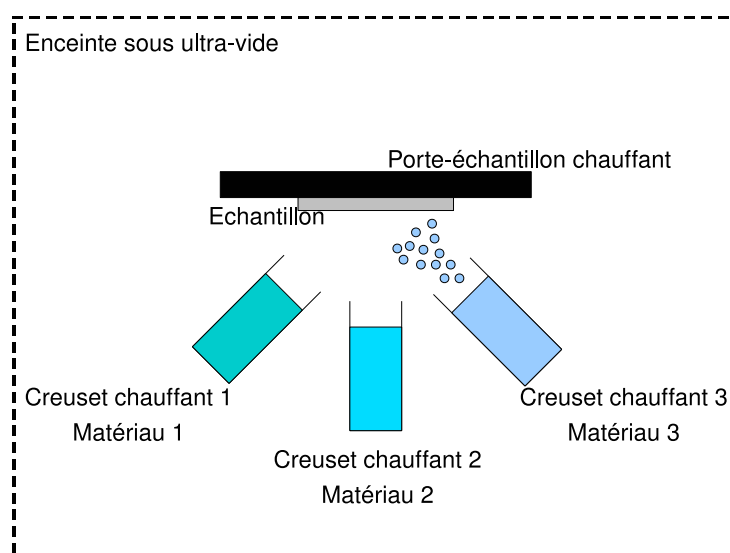 Enceinte sous ultra-vide
Porte-échantillon chauffant
Echantillon
Creuset chauffant 1
Matériau 1
Creuset chauffant 2
Matériau 2
Creuset chauffant 3
Matériau 3